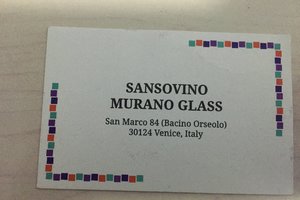 SANSOVINO
MURANO GLASS
San Marco 84 (Bacino Orseolo)
30124 Venice, Italy